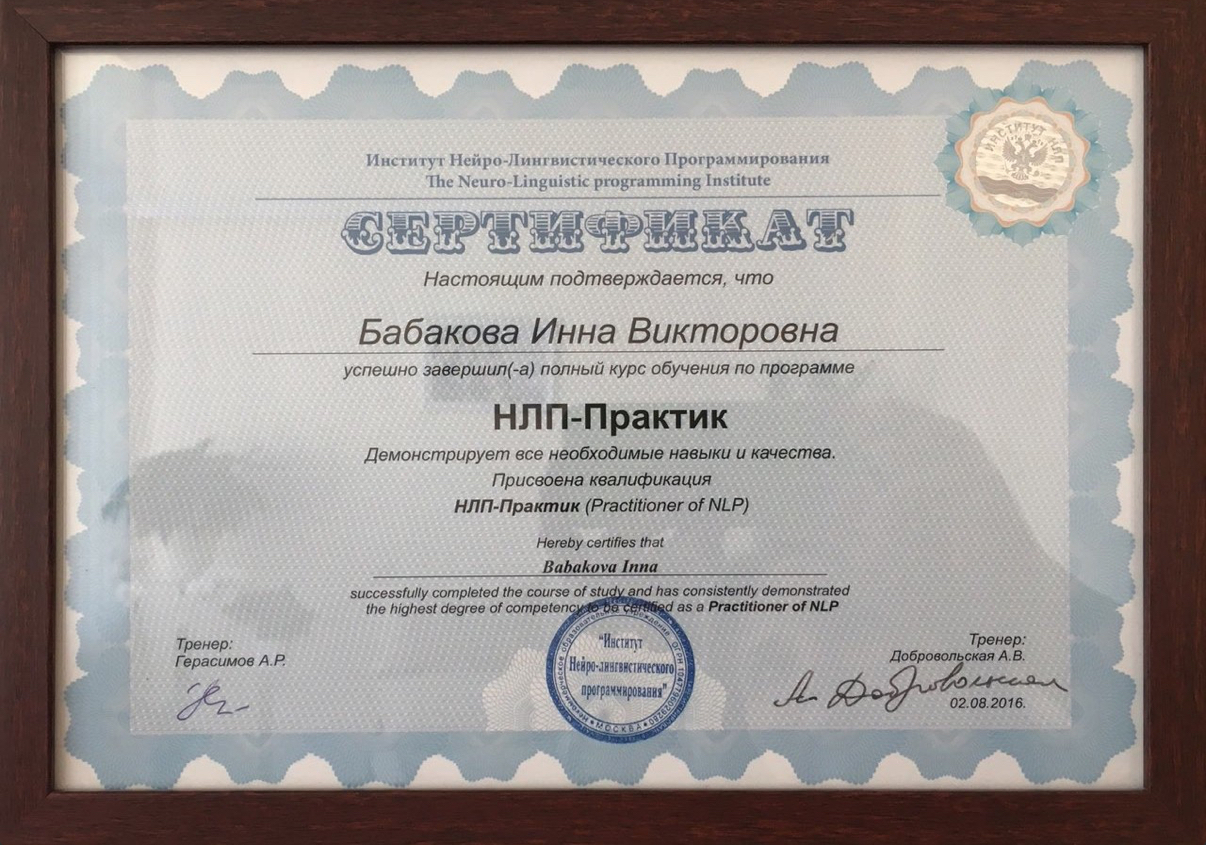 Институт Нейро-Лингвистического Программирования
The Neuro-Linguistic programming Institute
ИНСТИТУТ НЛП
СЕРТИФИКАТ
Настоящим подтверждается, что
Бабакова Инна Викторовна
успешно завершил(-а) полный курс обучения по программе
НЛП-Практик
Демонстрирует все необходимые навыки и качества.
Присвоена квалификация
НЛП-Практик (Practitioner of NLP)
Hereby certifies that
Babakova Inna
successfully completed the course of study and has consistently demonstrated
the highest degree of competency to be certified as a Practitioner of NLP
Тренер:
Герасимов А.Р.
"Институт
Нейро-лингвистического
программирования"
МОСКВА
Тренер:
Добровольская А.В.
02.08.2016.